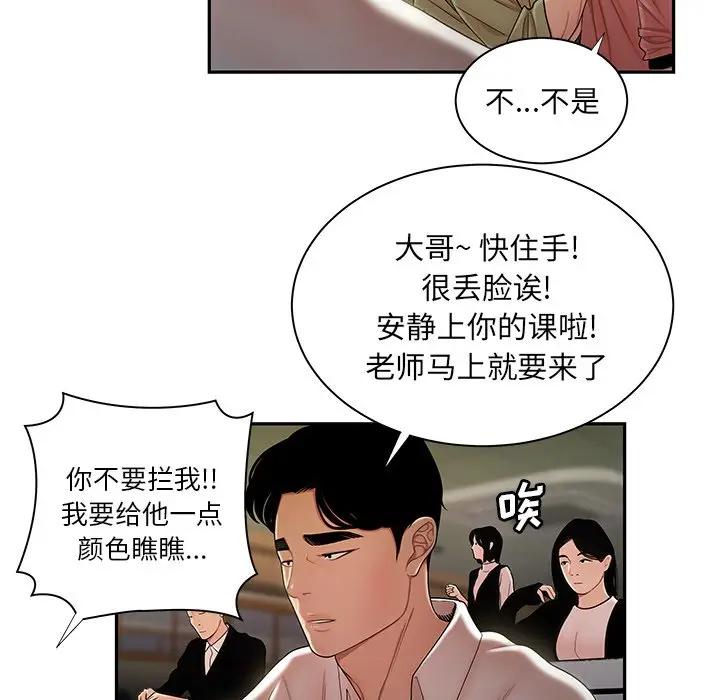 不...不是
大哥~ 快住手!
很丢脸诶!
安静上你的课啦!
老师马上就要来了
你不要拦我!!
我要给他一点
颜色瞧瞧...
唉